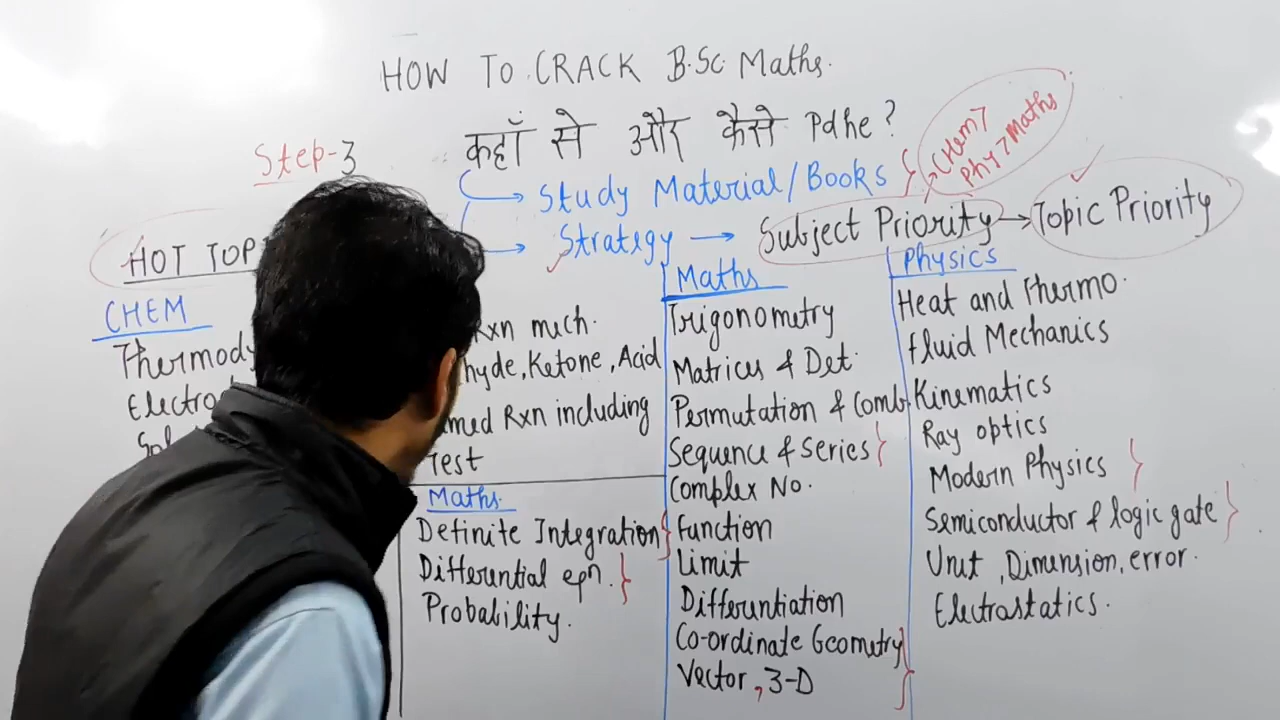 HOW TO CRACK B.Sc. Maths.
कहाँ से और कैसे Pdhe ?
Step-3
Study Material/Books
CHem >
Phy > Maths
Strategy → Subject Priority → Topic Priority
HOT TOP
CHEM
Thermody
Electro
Rxn mech.
hyde, Ketone, Acid
med Rxn including
Test
Maths.
Definite Integration
Differential eqn.
Probability.
Maths
Trigonometry
Matrices & Det.
Permutation & Comb.
Sequence & Series
Complex No.
Function
Limit
Differentiation
Co-ordinate Geometry
Vector, 3-D
Physics
Heat and thermo.
Fluid Mechanics
Kinematics
Ray optics
Modern Physics
Semiconductor & logic gate
Unit, Dimension, error.
Electrastatics.